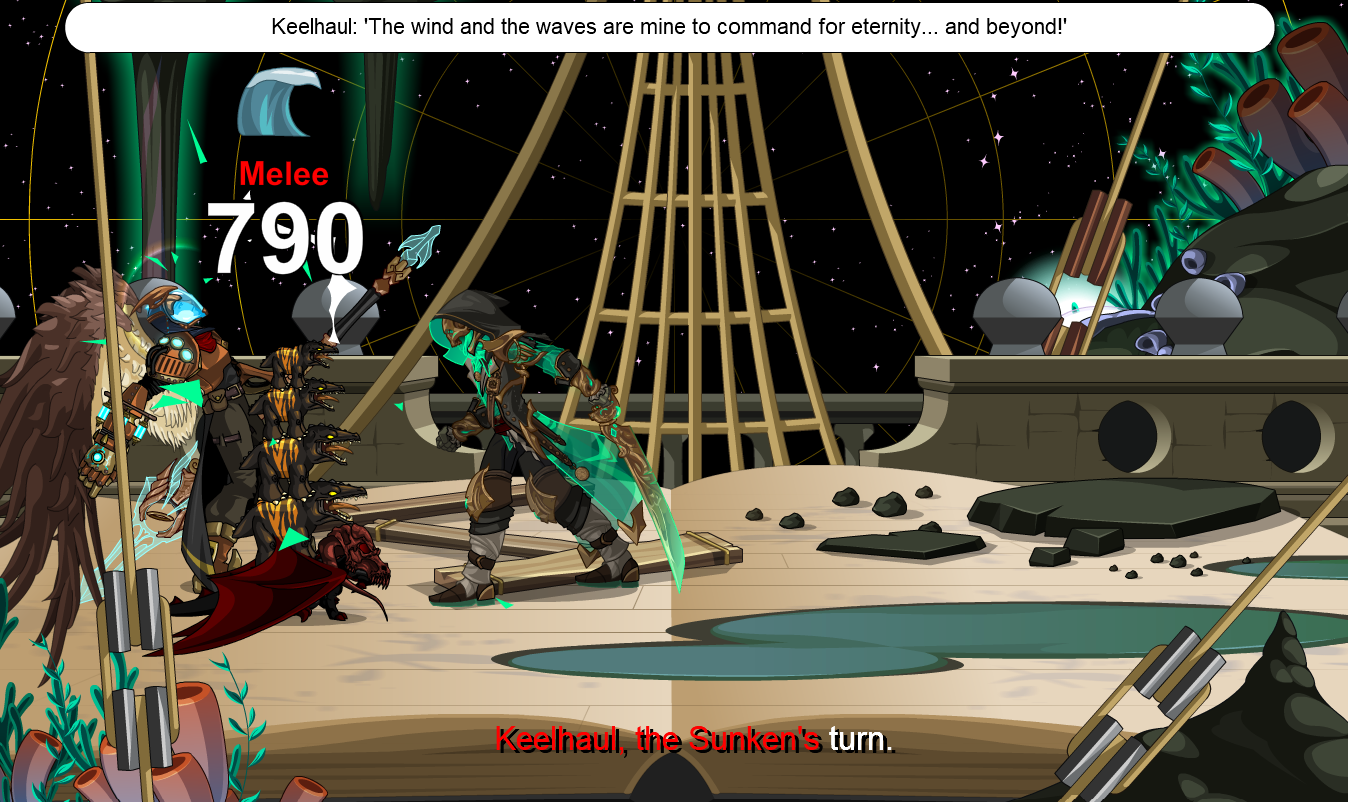 Keelhaul: 'The wind and the waves are mine to command for eternity... and beyond!'
Melee
790
Keelhaul, the Sunken's turn.